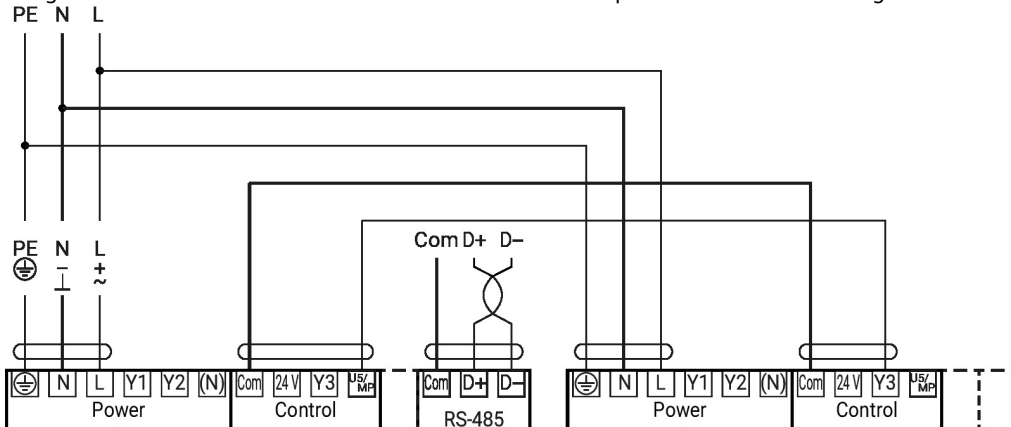 PE N L
Com D+ D–
PE N L
– +
~
N L Y1 Y2 (N) Com 24 V Y3 U5/MP Com D+ D– N L Y1 Y2 (N) Com 24 V Y3 U5/MP
Power Control RS-485 Power Control